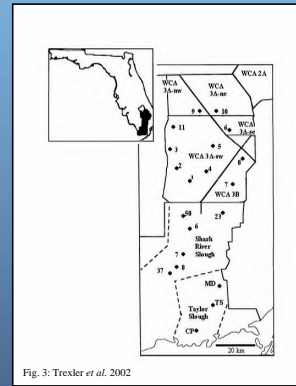 WCA 2A
WCA
3A-nw
WCA
3A-ne
9
10
11
6
WCA
3A-se
3
5
8
WCA 3A-sw
2
4
1
7
WCA 3B
50
23
6
Shark
River
Slough
7
37
8
MD
Taylor
Slough
TS
CP
20 km
Fig. 3: Trexler et al. 2002